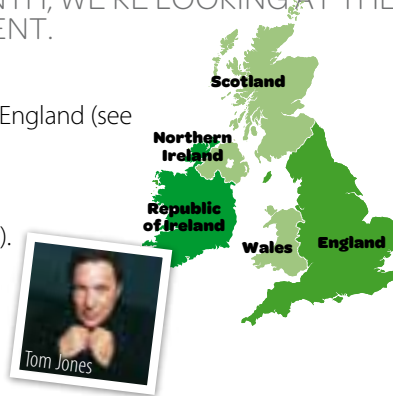 NTH, WE'RE LOOKING AT THE
ENT.
Scotland
England (see
Northern
Ireland
Republic
of Ireland
).
Wales
England
Tom Jones